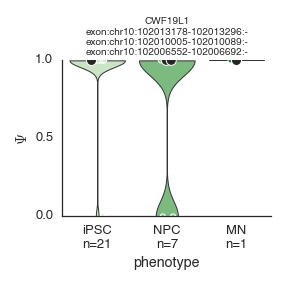 CWF19L1
exon:chr10:102013178-102013296:-
exon:chr10:102010005-102010089:-
exon:chr10:102006552-102006692:-
1.0
0.5
0.0
Ψ
iPSC NPC MN
n=21 n=7 n=1
phenotype